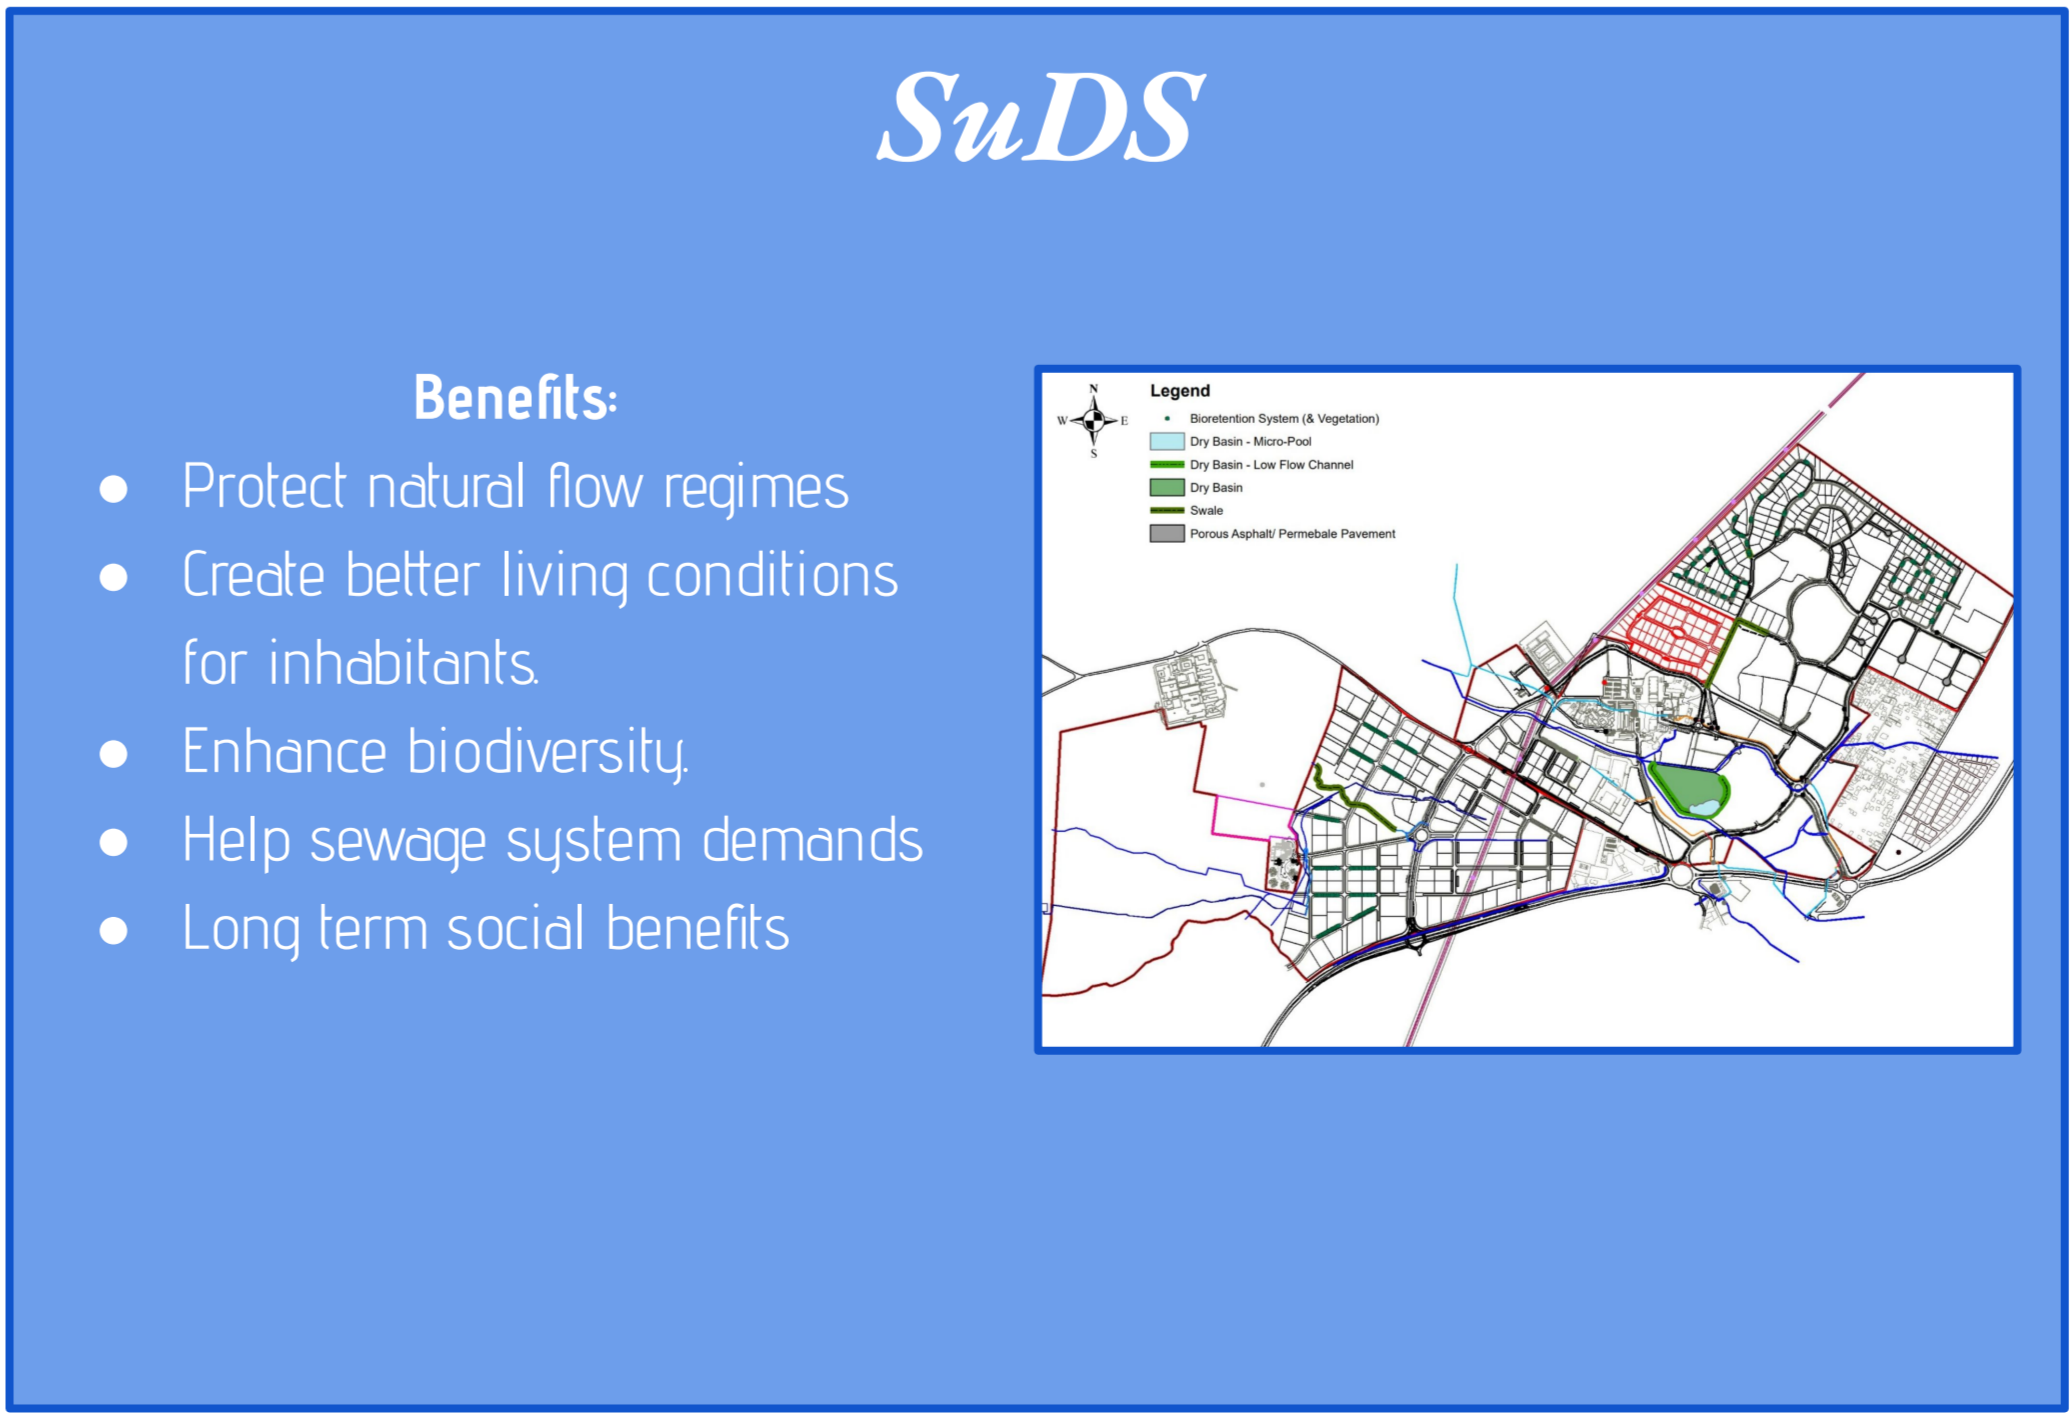 SuDS
Benefits:
● Protect natural flow regimes
● Create better living conditions
for inhabitants.
● Enhance biodiversity.
● Help sewage system demands
● Long term social benefits
N
W E
S
Legend
Bioretention System (& Vegetation)
Dry Basin - Micro-Pool
Dry Basin - Low Flow Channel
Dry Basin
Swale
Porous Asphalt/ Permebale Pavement